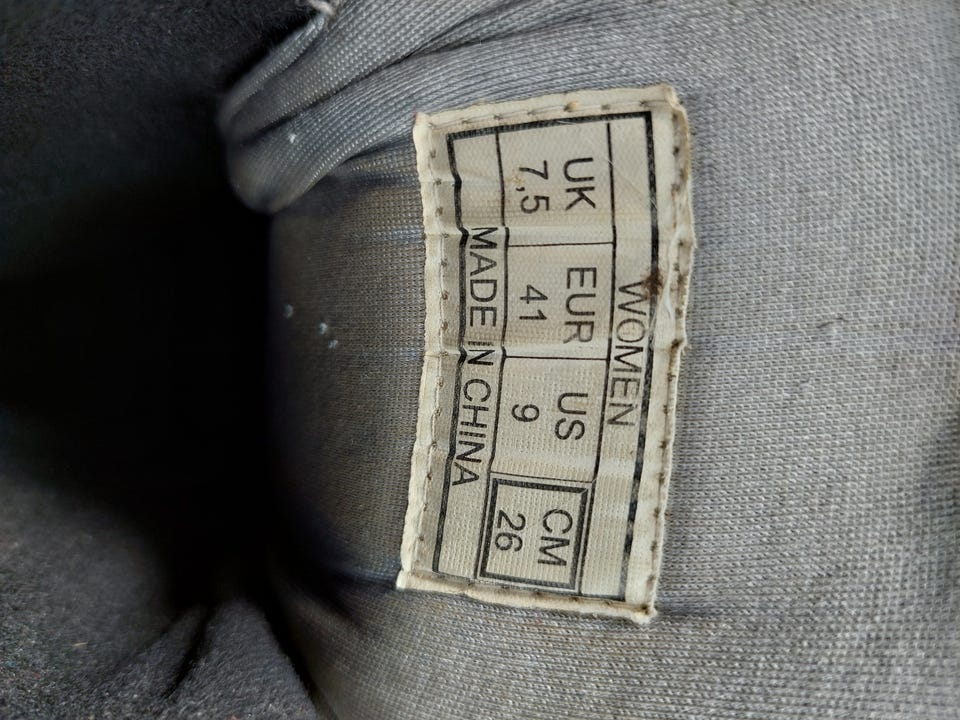 WOMEN
UK EUR US CM
7,5 41 9 26
MADE IN CHINA